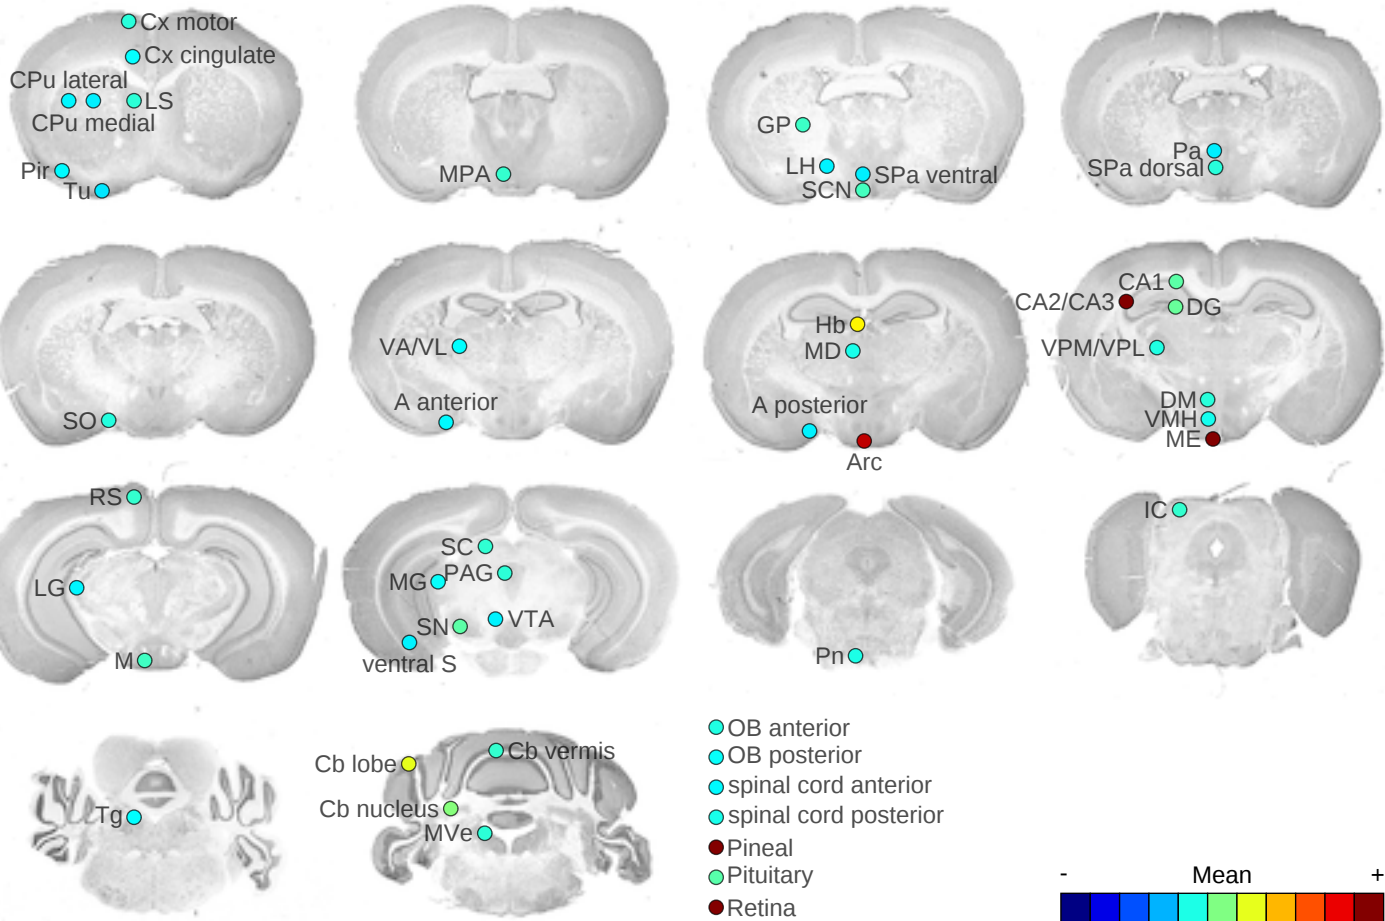 Cx motor
Cx cingulate
CPu lateral
LS
CPu medial
Pir
Tu
MPA
GP
LH
SPa ventral
SCN
Pa
SPa dorsal
SO
VA/VL
A anterior
Hb
MD
A posterior
Arc
CA1
CA2/CA3
DG
VPM/VPL
DM
VMH
ME
RS
LG
M
SC
MG
PAG
SN
VTA
ventral S
Pn
IC
Tg
Cb lobe
Cb vermis
Cb nucleus
MVe
OB anterior
OB posterior
spinal cord anterior
spinal cord posterior
Pineal
Pituitary
Retina
- Mean +